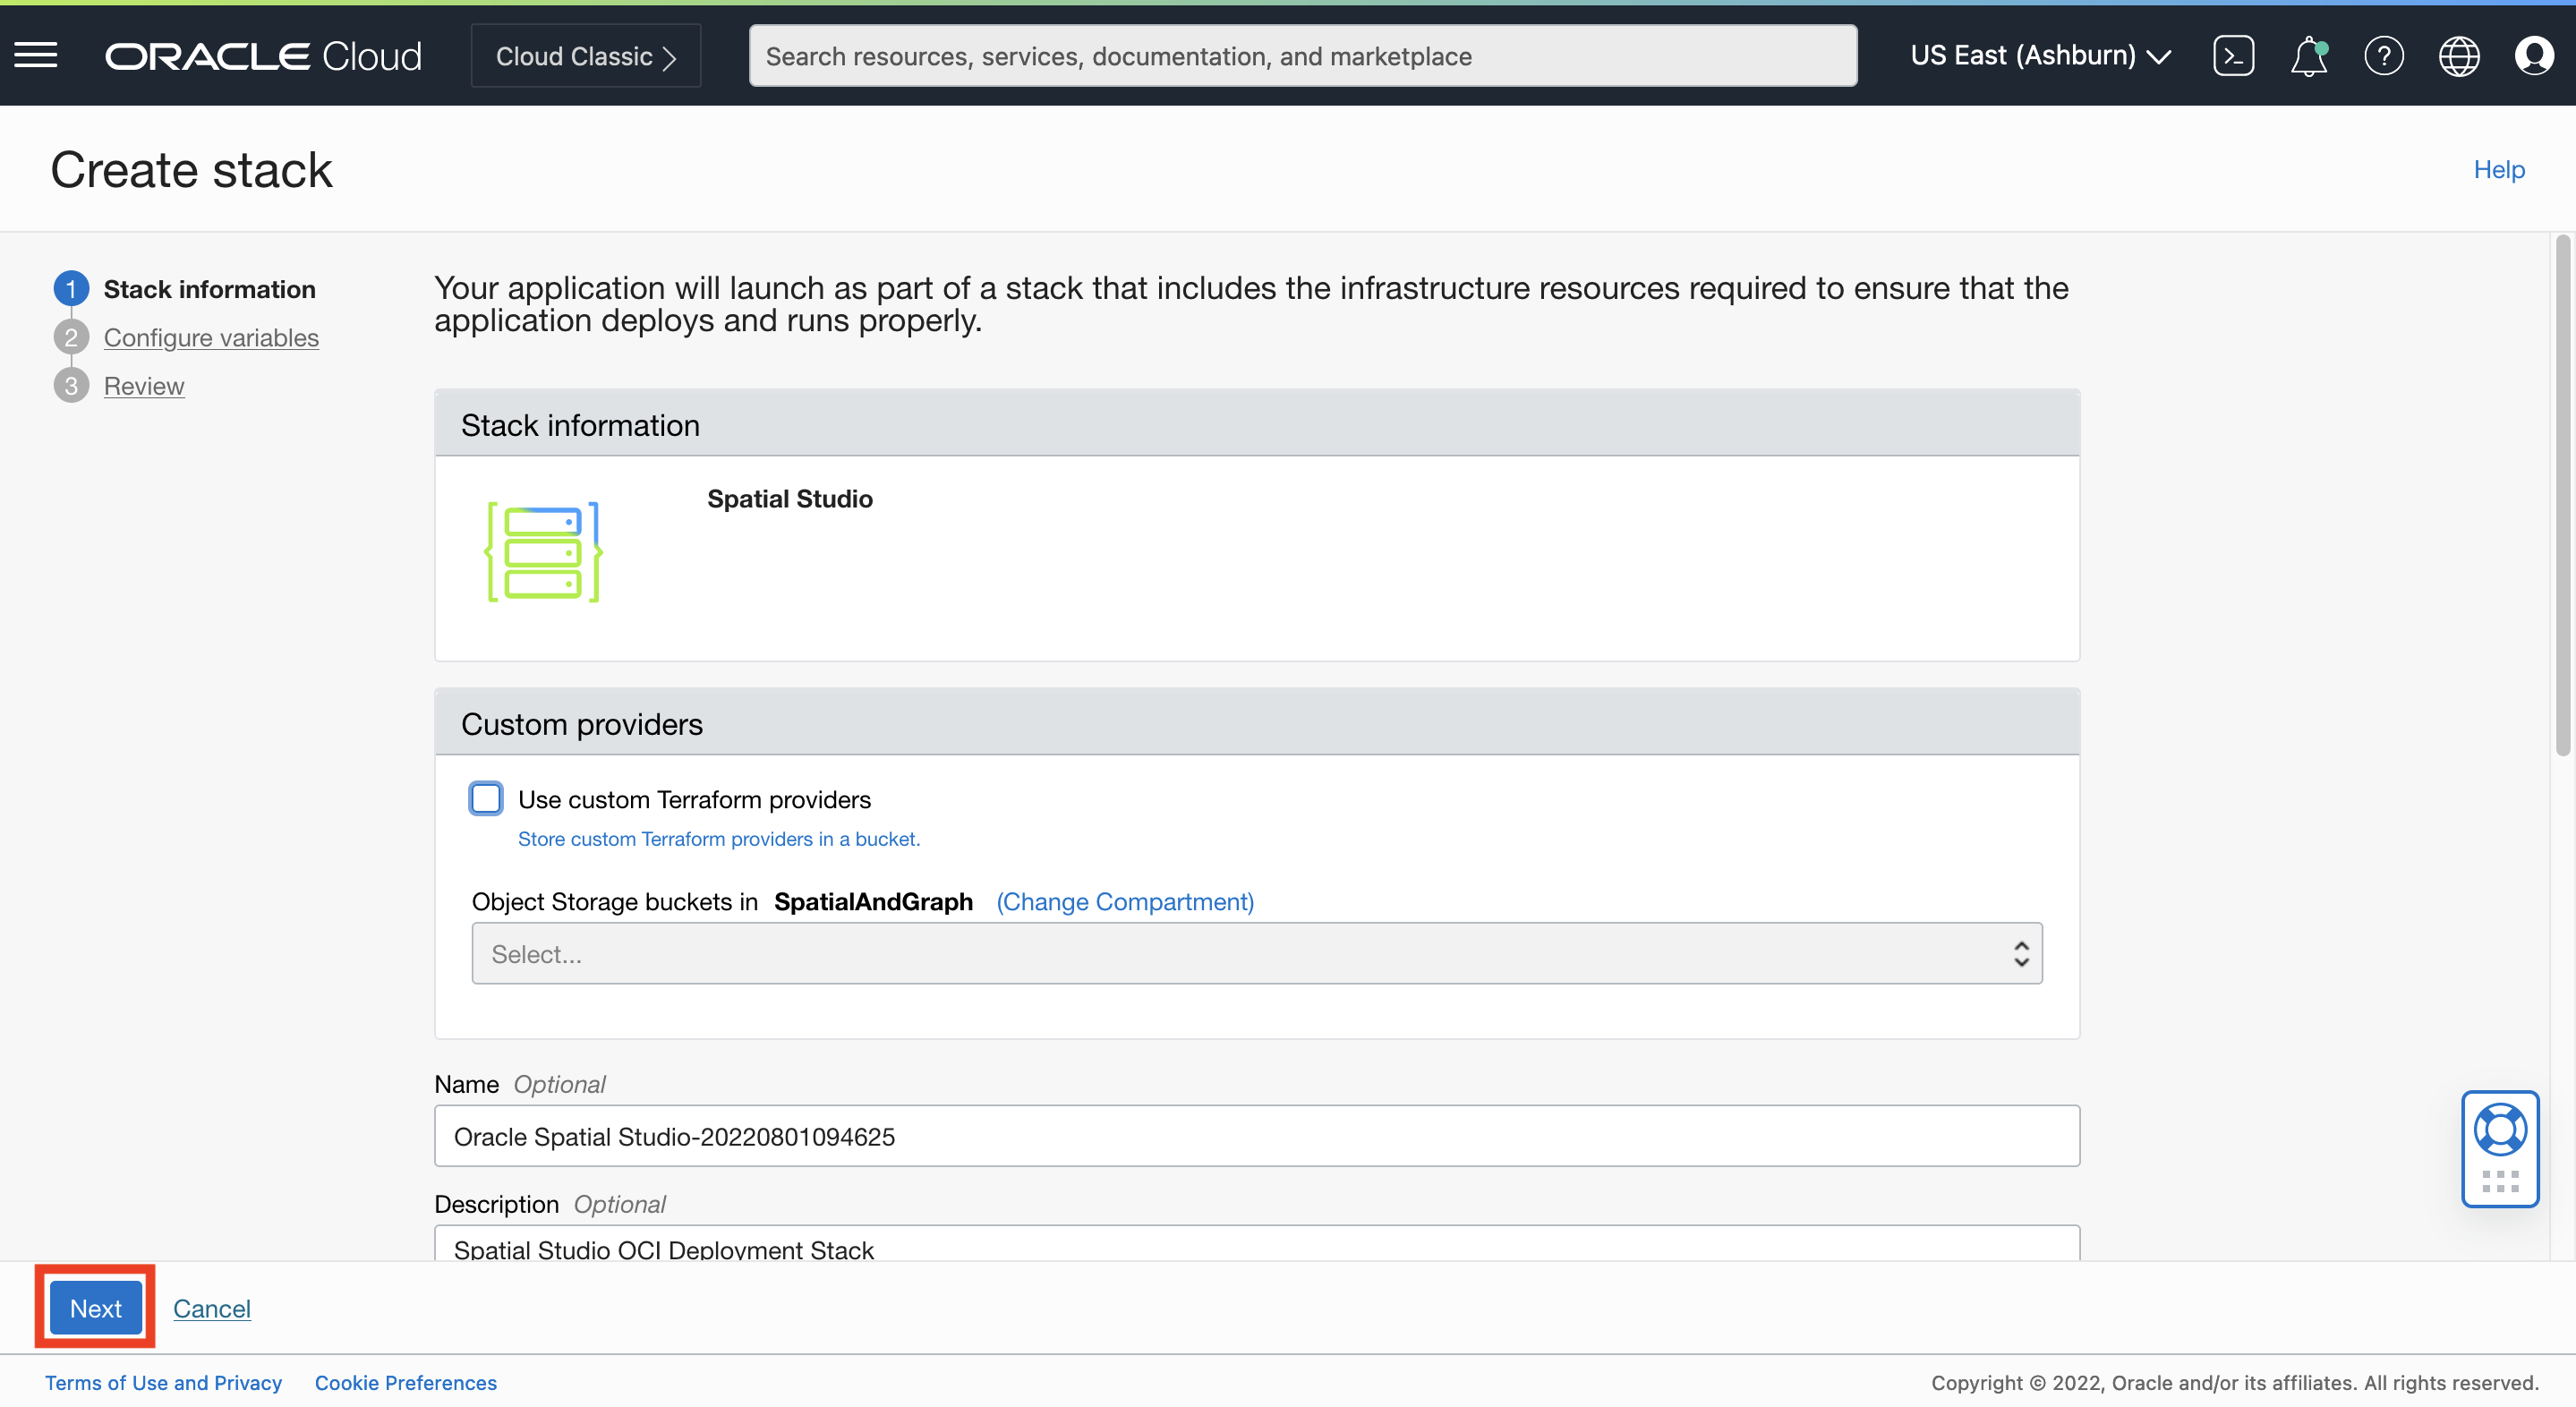 ORACLE Cloud
Cloud Classic
Search resources, services, documentation, and marketplace
US East (Ashburn)
Create stack
Help
1 Stack information
2 Configure variables
3 Review
Your application will launch as part of a stack that includes the infrastructure resources required to ensure that the
application deploys and runs properly.
Stack information
Spatial Studio
Custom providers
Use custom Terraform providers
Store custom Terraform providers in a bucket.
Object Storage buckets in SpatialAndGraph (Change Compartment)
Select...
Name Optional
Oracle Spatial Studio-20220801094625
Description Optional
Spatial Studio OCI Deployment Stack
Next Cancel
Terms of Use and Privacy Cookie Preferences
Copyright © 2022, Oracle and/or its affiliates. All rights reserved.